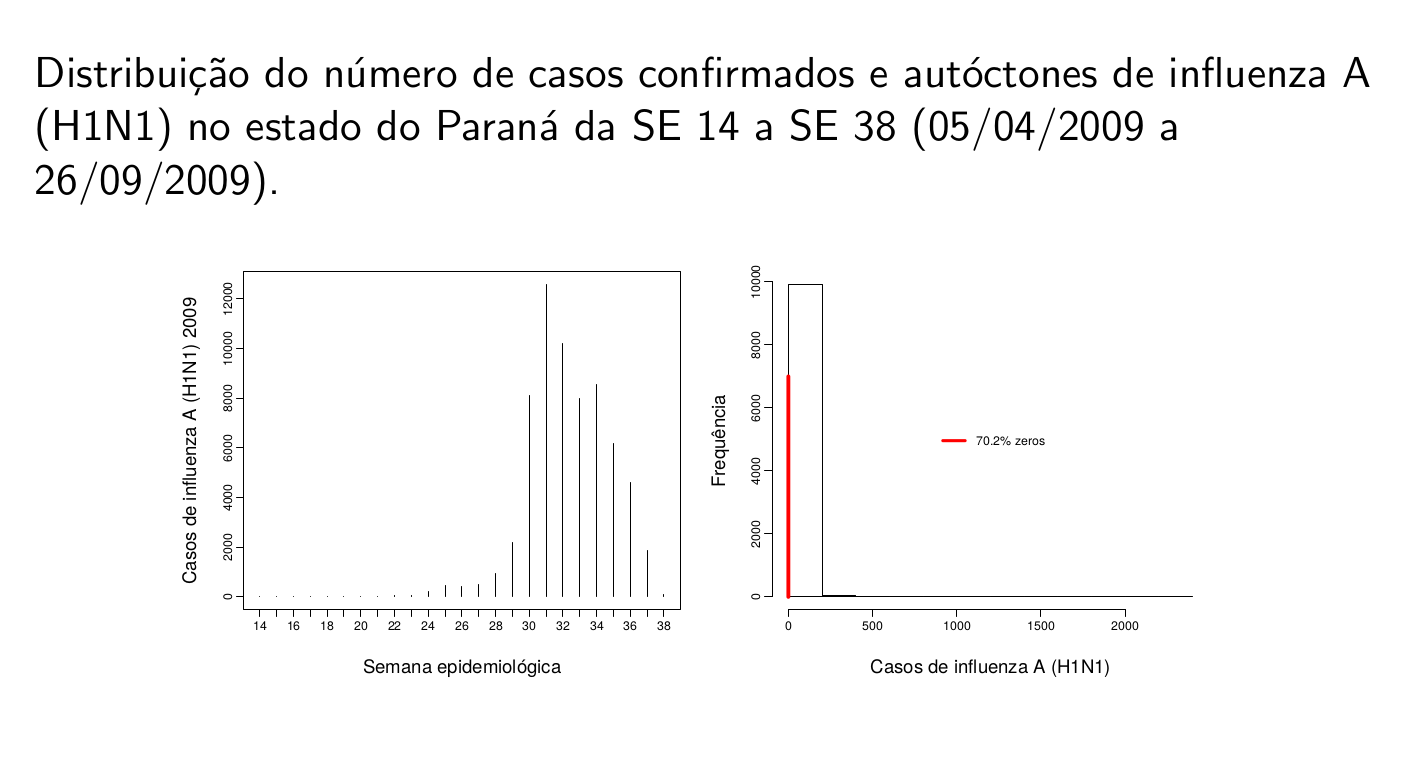 Distribuição do número de casos confirmados e autóctones de influenza A
(H1N1) no estado do Paraná da SE 14 a SE 38 (05/04/2009 a
26/09/2009).
Casos de influenza A (H1N1) 2009
12000
10000
8000
6000
4000
2000
0
14 16 18 20 22 24 26 28 30 32 34 36 38
Semana epidemiológica
Frequência
10000
8000
6000
4000
2000
0
70.2% zeros
0 500 1000 1500 2000
Casos de influenza A (H1N1)